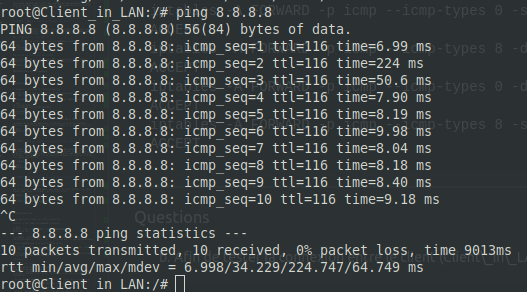 root@Client_in_LAN:/# ping 8.8.8.8
PING 8.8.8.8 (8.8.8.8) 56(84) bytes of data.
64 bytes from 8.8.8.8: icmp_seq=1 ttl=116 time=6.99 ms
64 bytes from 8.8.8.8: icmp_seq=2 ttl=116 time=224 ms
64 bytes from 8.8.8.8: icmp_seq=3 ttl=116 time=50.6 ms
64 bytes from 8.8.8.8: icmp_seq=4 ttl=116 time=7.90 ms
64 bytes from 8.8.8.8: icmp_seq=5 ttl=116 time=8.19 ms
64 bytes from 8.8.8.8: icmp_seq=6 ttl=116 time=9.98 ms
64 bytes from 8.8.8.8: icmp_seq=7 ttl=116 time=8.04 ms
64 bytes from 8.8.8.8: icmp_seq=8 ttl=116 time=8.18 ms
64 bytes from 8.8.8.8: icmp_seq=9 ttl=116 time=8.40 ms
64 bytes from 8.8.8.8: icmp_seq=10 ttl=116 time=9.18 ms
^C
Questions
--- 8.8.8.8 ping statistics ---
10 packets transmitted, 10 received, 0% packet loss, time 9013ms
rtt min/avg/max/mdev = 6.998/34.229/224.747/64.749 ms
root@Client_in_LAN:/#